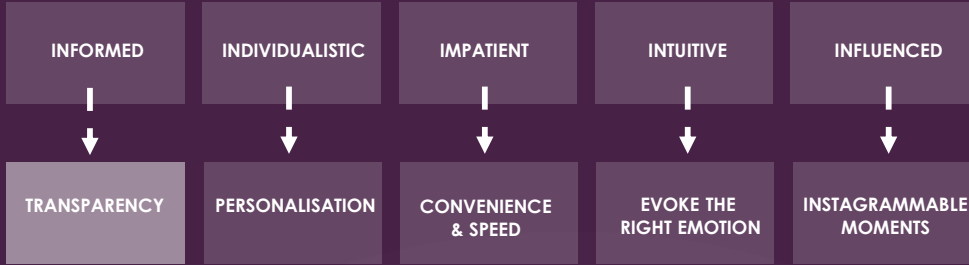 INFORMED
INDIVIDUALISTIC
IMPATIENT
INTUITIVE
INFLUENCED
TRANSPARENCY
PERSONALISATION
CONVENIENCE
& SPEED
EVOKE THE
RIGHT EMOTION
INSTAGRAMMABLE
MOMENTS